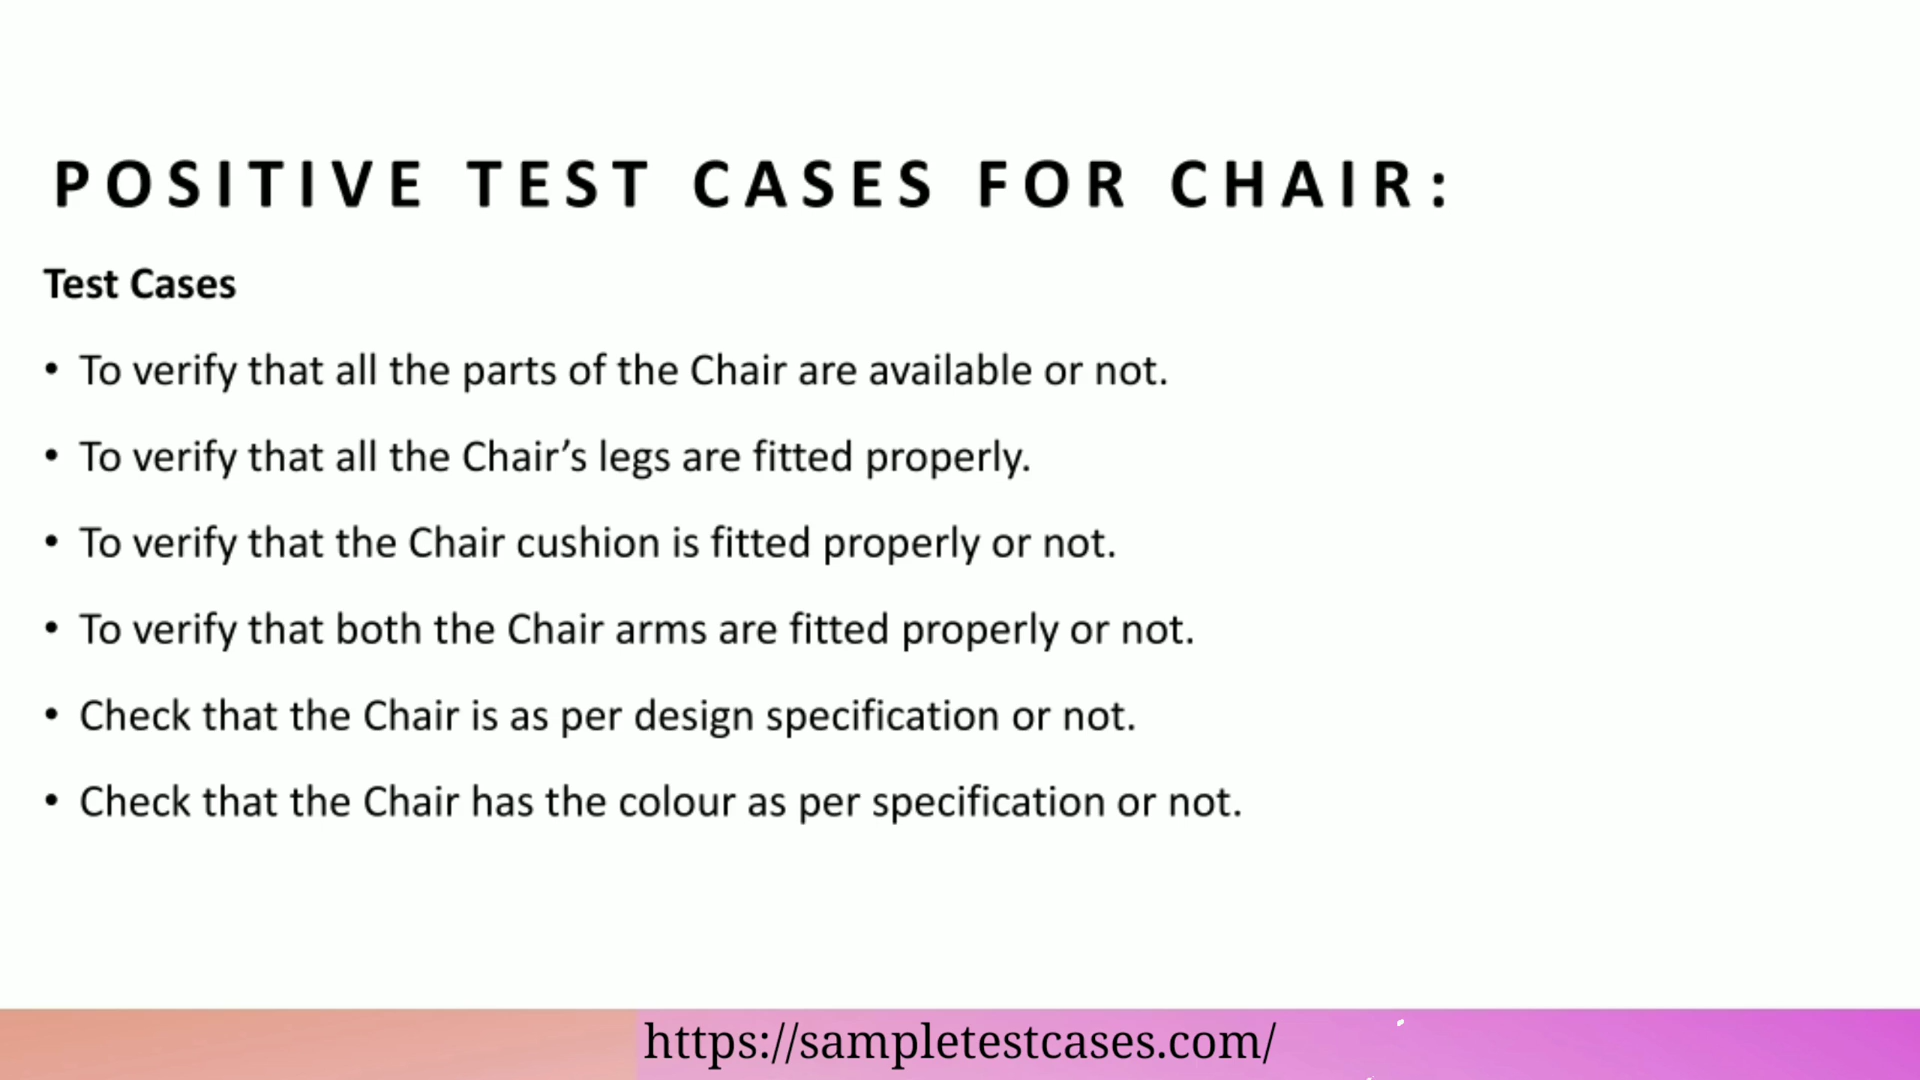 POSITIVE TEST CASES FOR CHAIR:
Test Cases
• To verify that all the parts of the Chair are available or not.
• To verify that all the Chair’s legs are fitted properly.
• To verify that the Chair cushion is fitted properly or not.
• To verify that both the Chair arms are fitted properly or not.
• Check that the Chair is as per design specification or not.
• Check that the Chair has the colour as per specification or not.
https://sampletestcases.com/